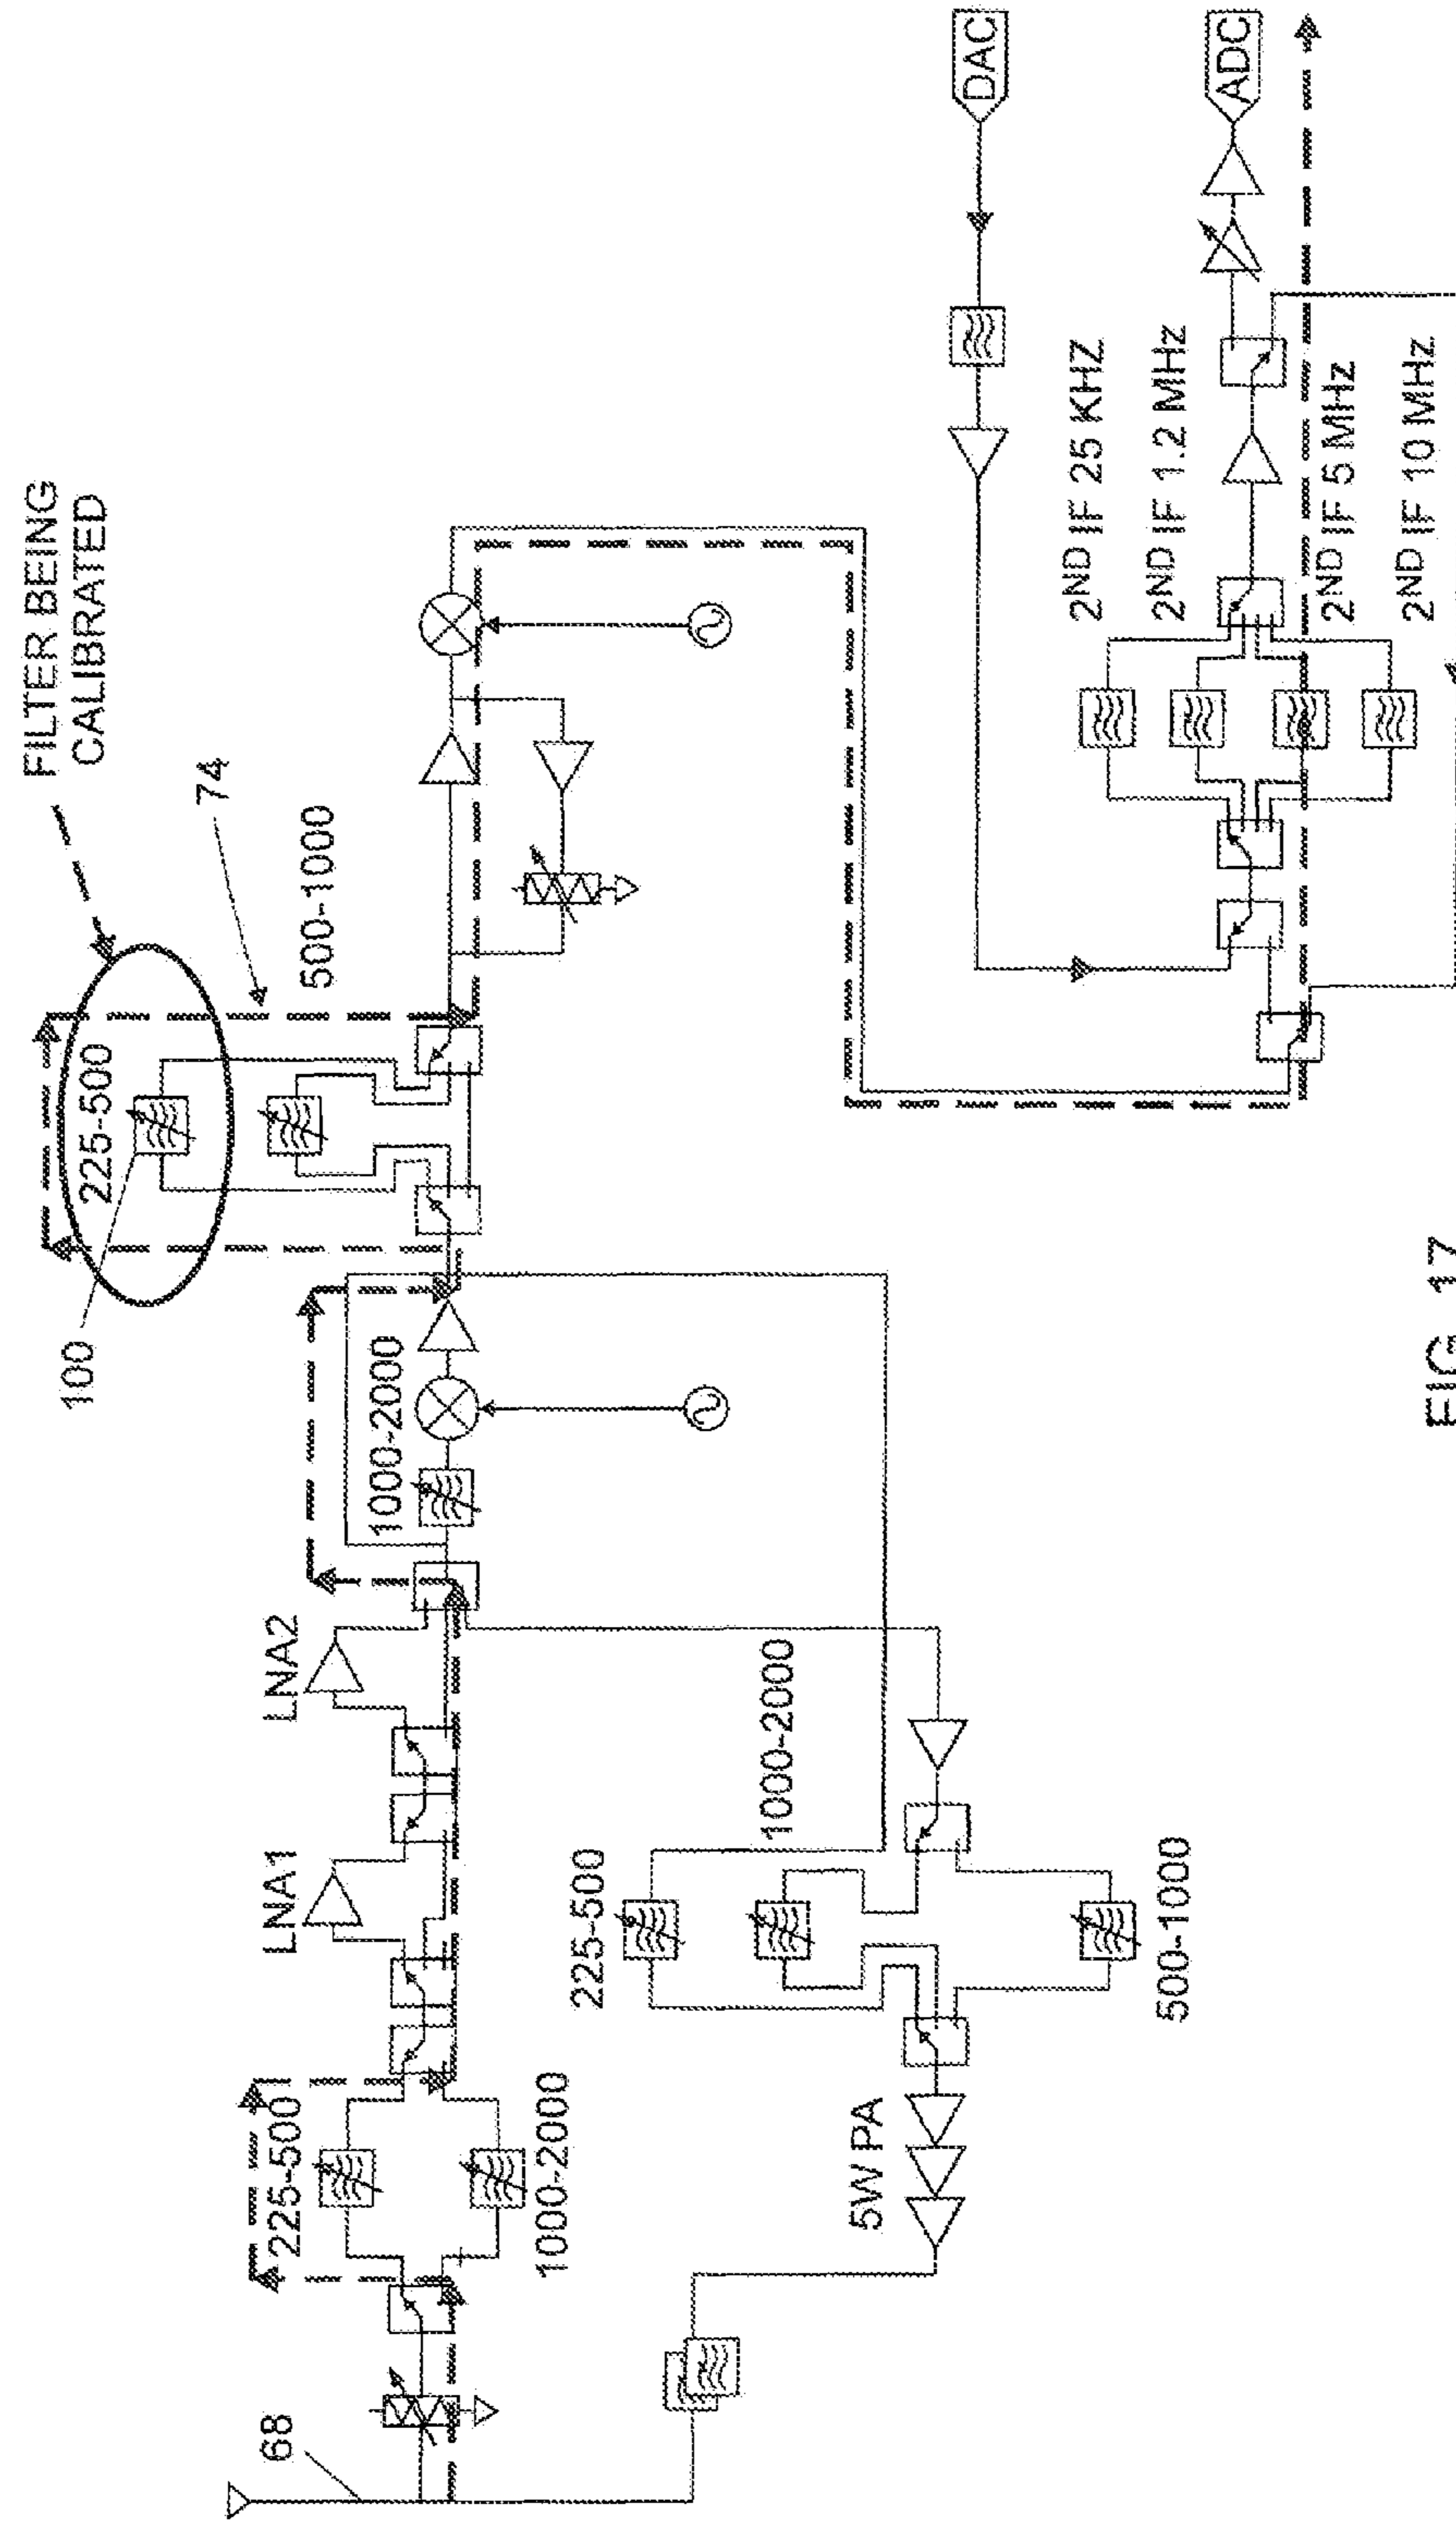 FILTER BEING
CALIBRATED
225-500
100
74
500-1000
LNA2
LNA1
1000-2000
225-500
1000-2000
68
225-500
1000-2000
500-1000
5W PA
DAC
ADC
2ND IF 25 KHZ
2ND IF 1.2 MHz
2ND IF 5 MHz
2ND IF 10 MHz
FIG. 17